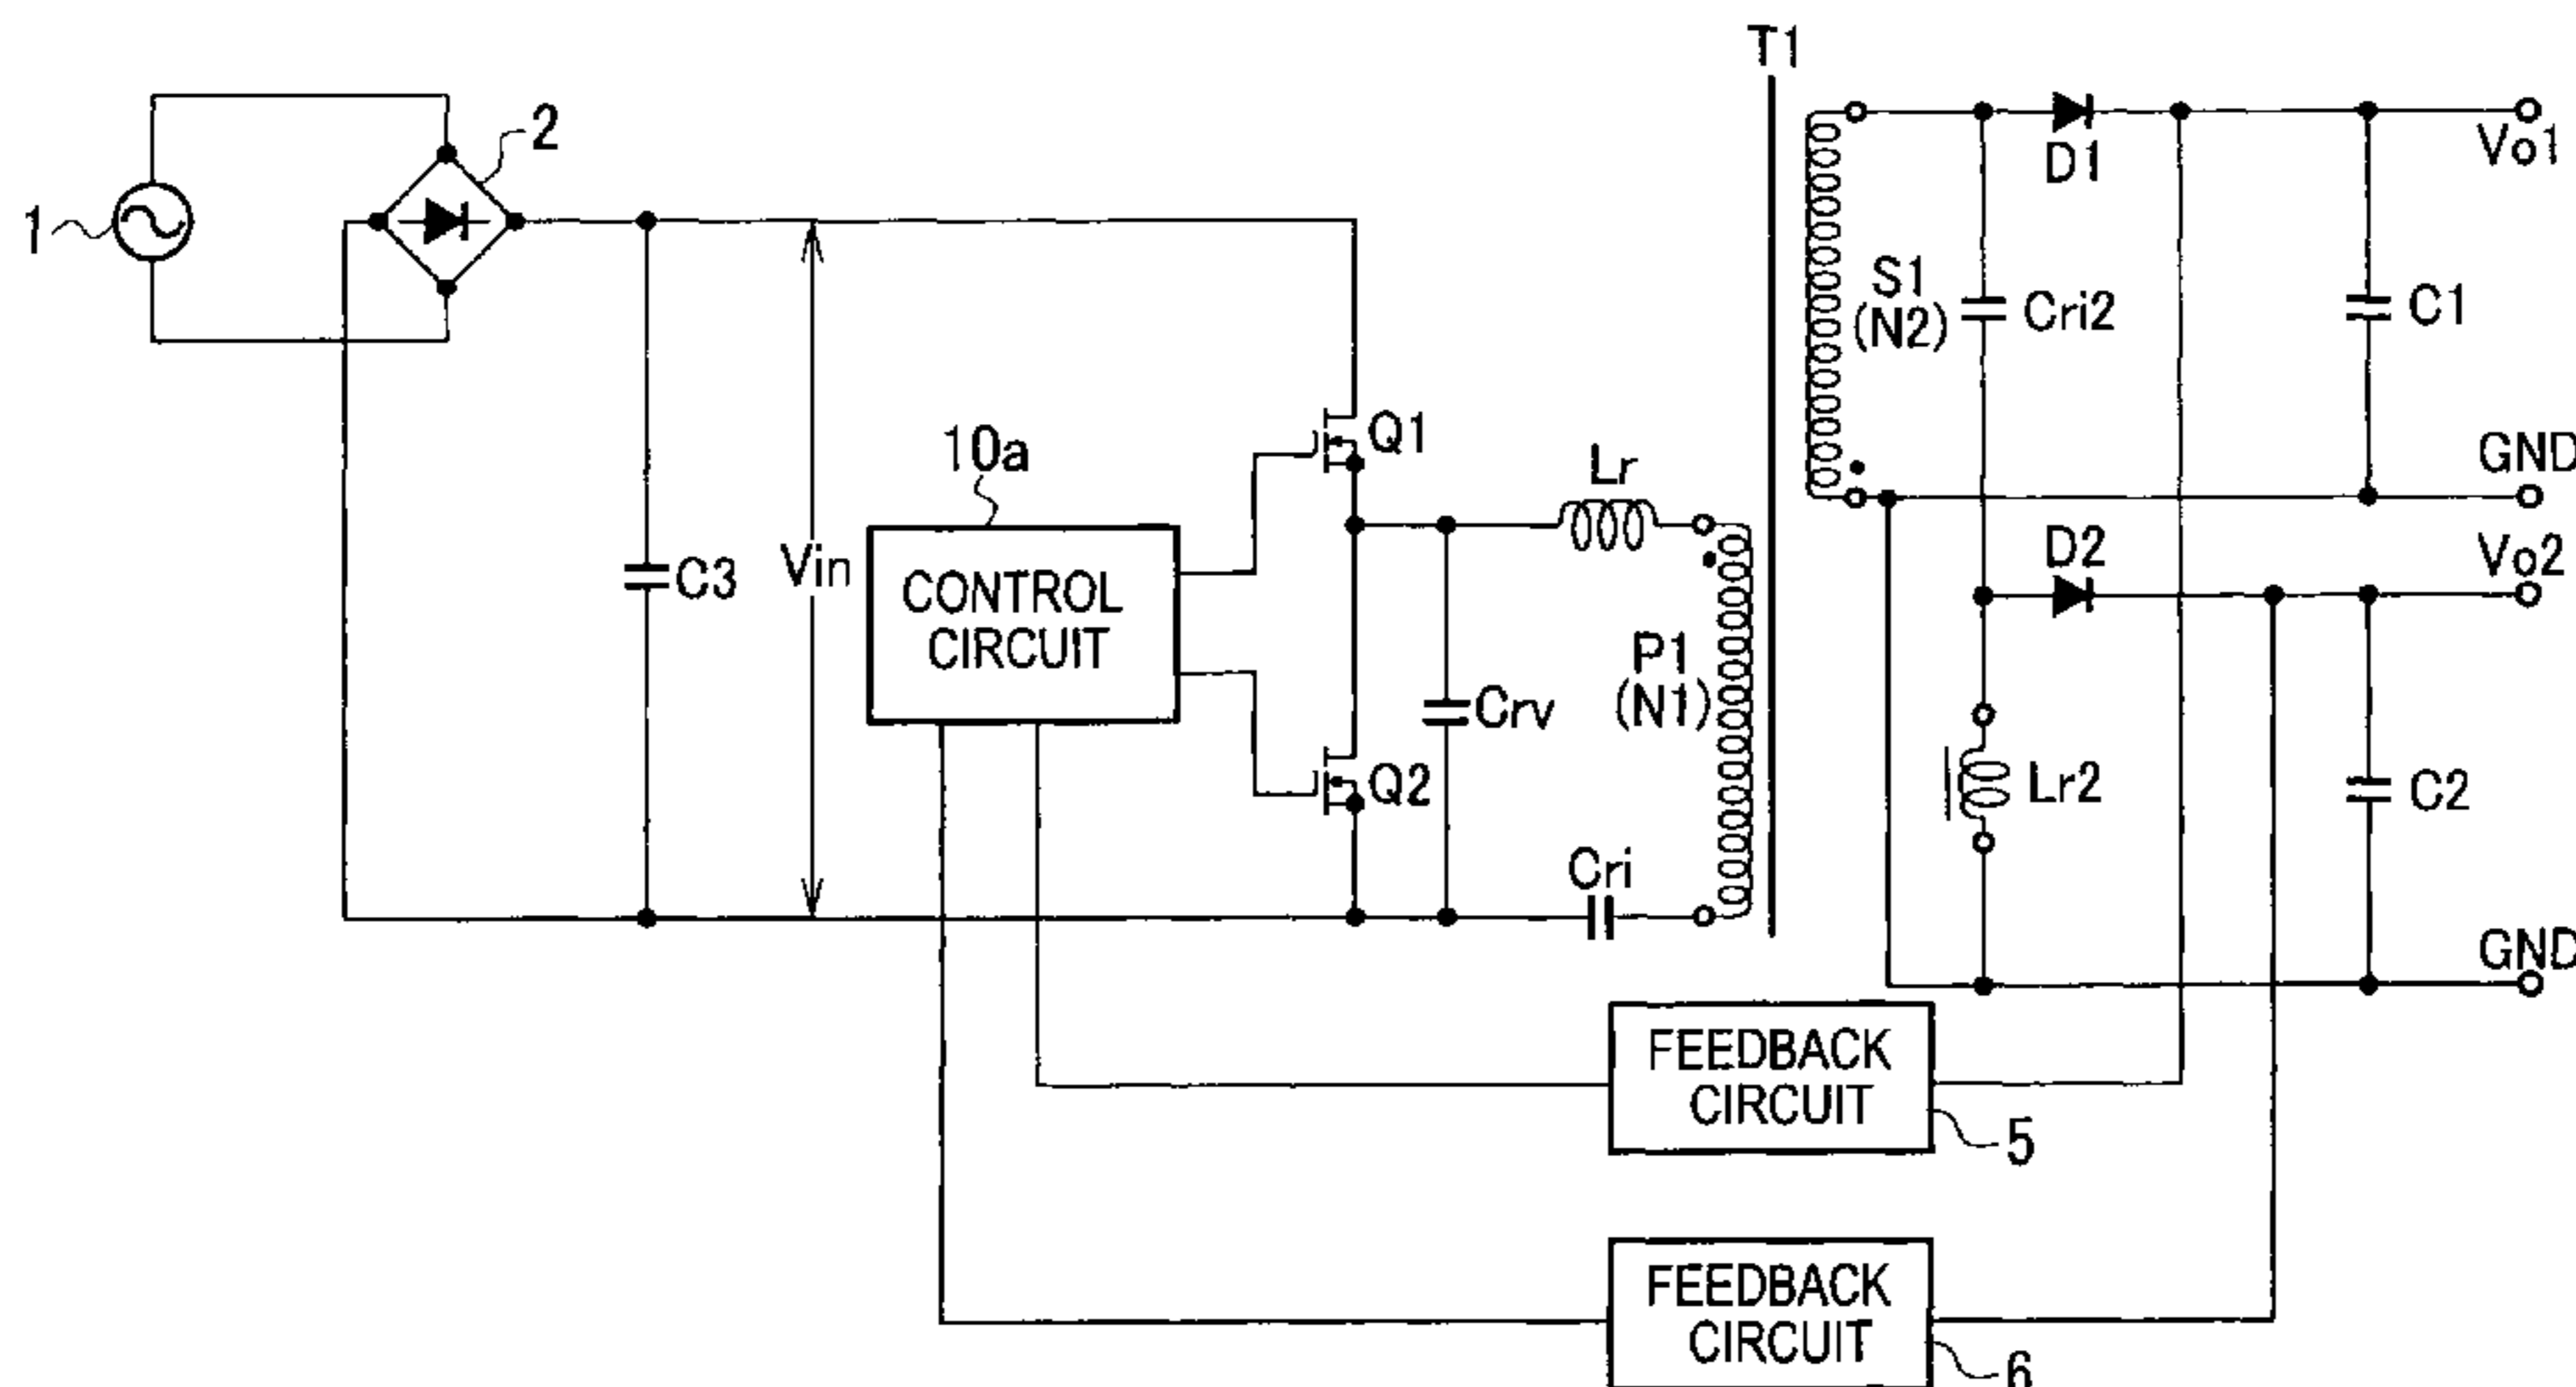 T1
2
1
D1
Vo1
S1
(N2)
Cri2
C1
Q1
10a
Lr
GND
D2
Vo2
C3
Vin
CONTROL
CIRCUIT
P1
(N1)
Crv
Q2
Lr2
C2
Cri
GND
FEEDBACK
CIRCUIT
5
FEEDBACK
CIRCUIT
6